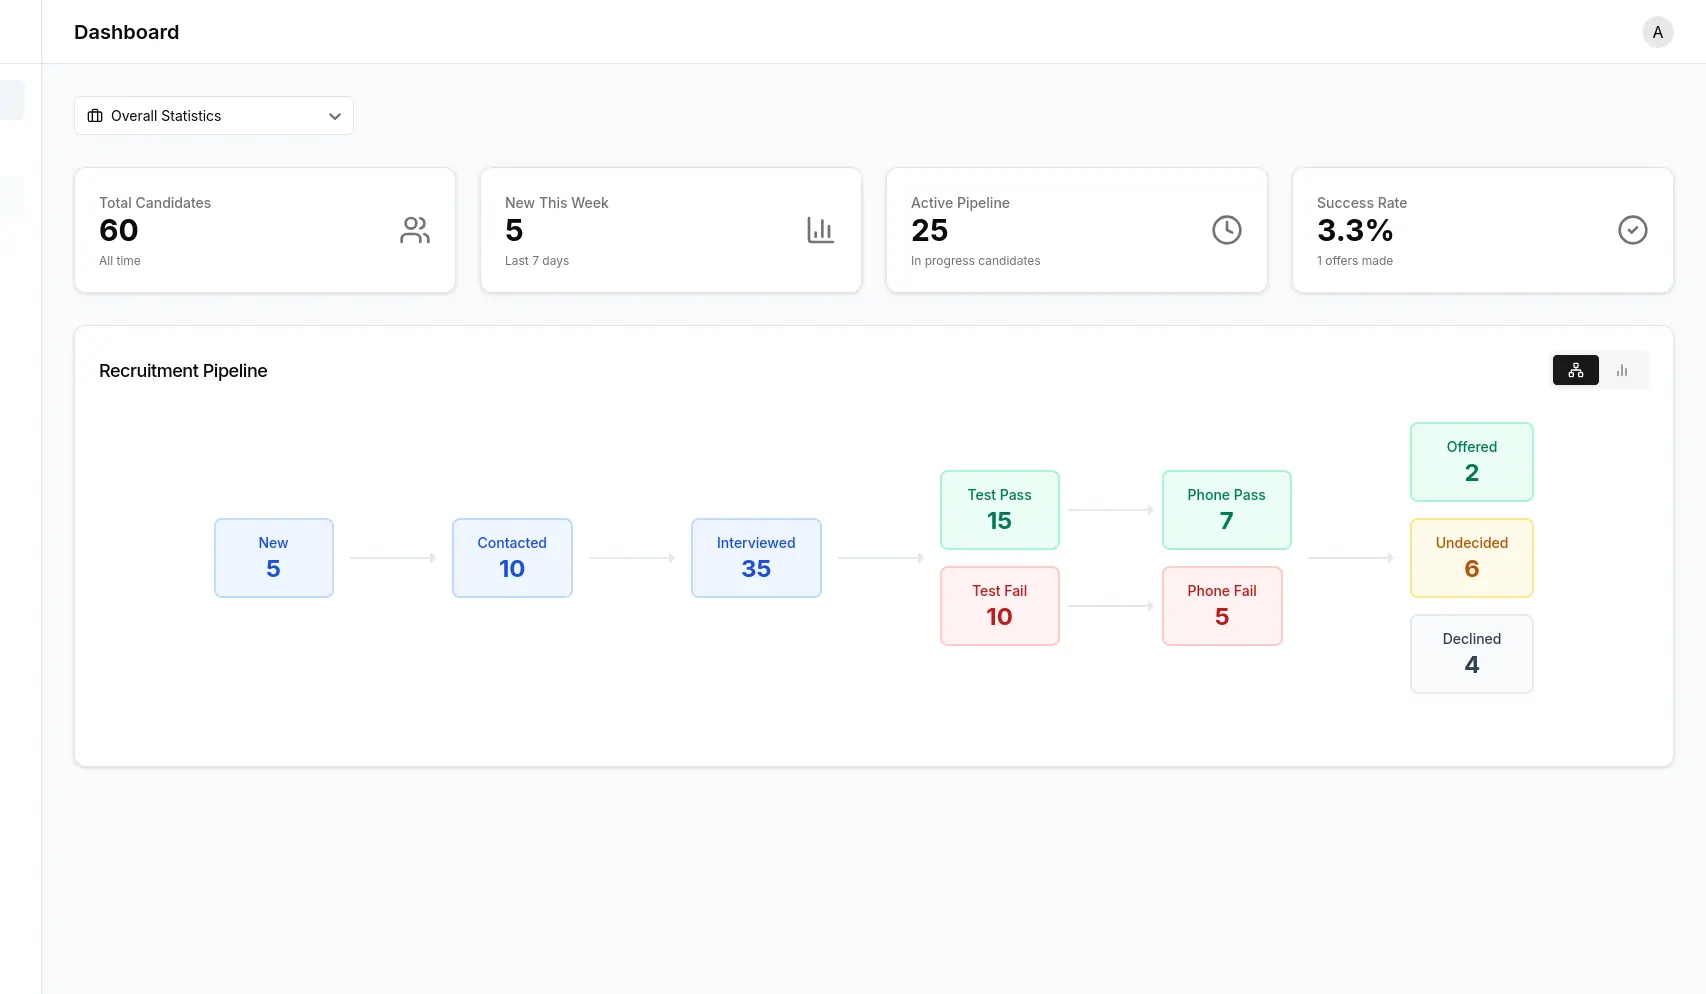 Dashboard
A
Overall Statistics
Total Candidates
60
All time
New This Week
5
Last 7 days
Active Pipeline
25
In progress candidates
Success Rate
3.3%
1 offers made
Recruitment Pipeline
New
5
Contacted
10
Interviewed
35
Test Pass
15
Test Fail
10
Phone Pass
7
Phone Fail
5
Offered
2
Undecided
6
Declined
4